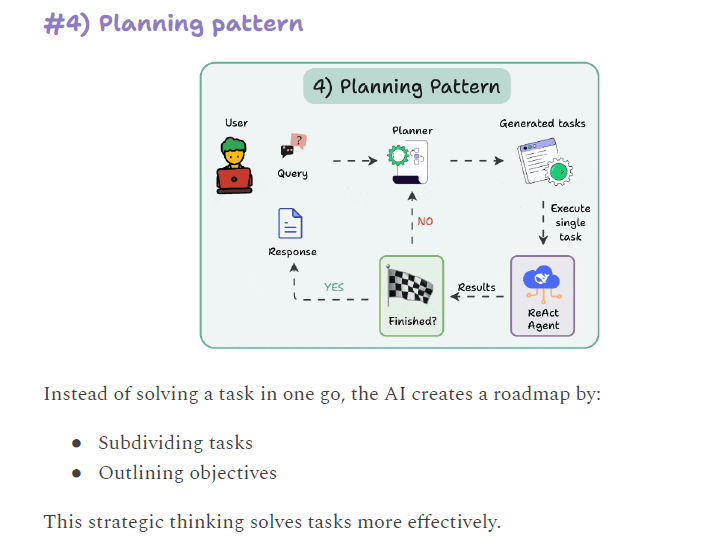 #4) Planning pattern
4) Planning Pattern
User
Query
Planner
Generated tasks
Execute
single
task
NO
Response
YES
Finished?
Results
ReAct
Agent
?
Instead of solving a task in one go, the AI creates a roadmap by:
● Subdividing tasks
● Outlining objectives
This strategic thinking solves tasks more effectively.